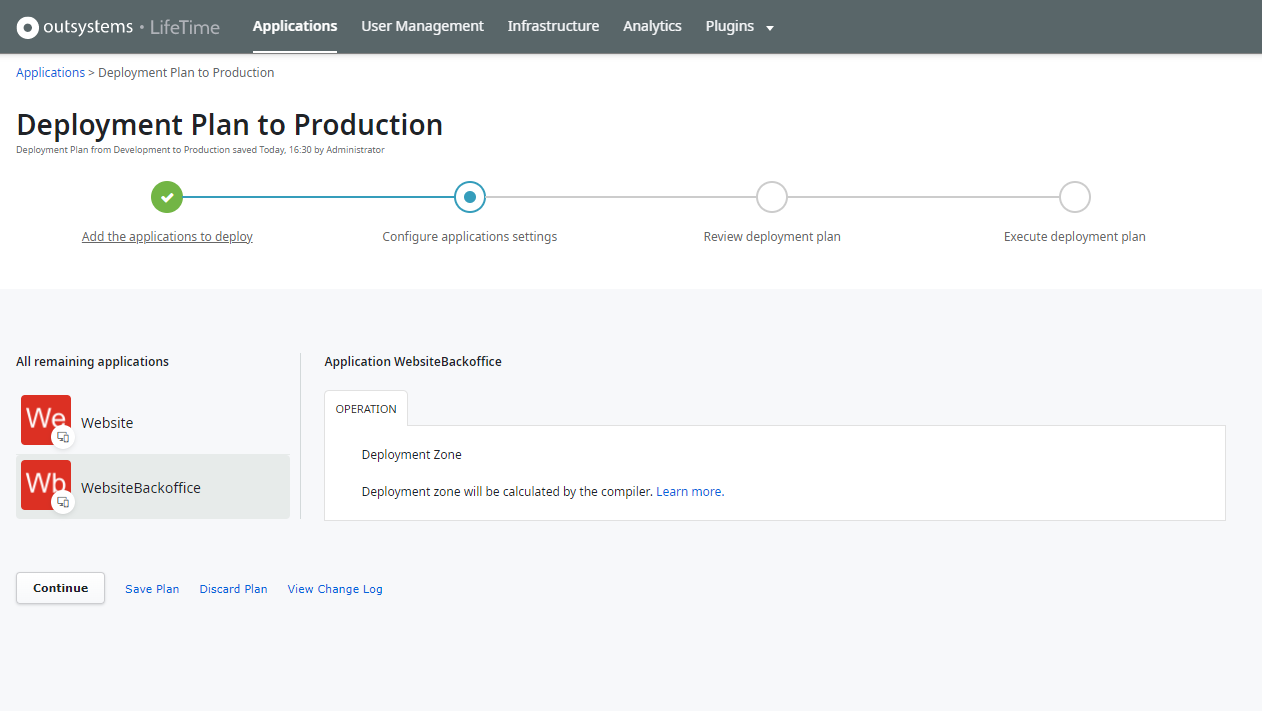 outsystems • LifeTime Applications User Management Infrastructure Analytics Plugins
Applications > Deployment Plan to Production
Deployment Plan to Production
Deployment Plan from Development to Production saved Today, 16:30 by Administrator
Add the applications to deploy Configure applications settings Review deployment plan Execute deployment plan
All remaining applications
We Website
Wb WebsiteBackoffice
Application WebsiteBackoffice
OPERATION
Deployment Zone
Deployment zone will be calculated by the compiler. Learn more.
Continue Save Plan Discard Plan View Change Log